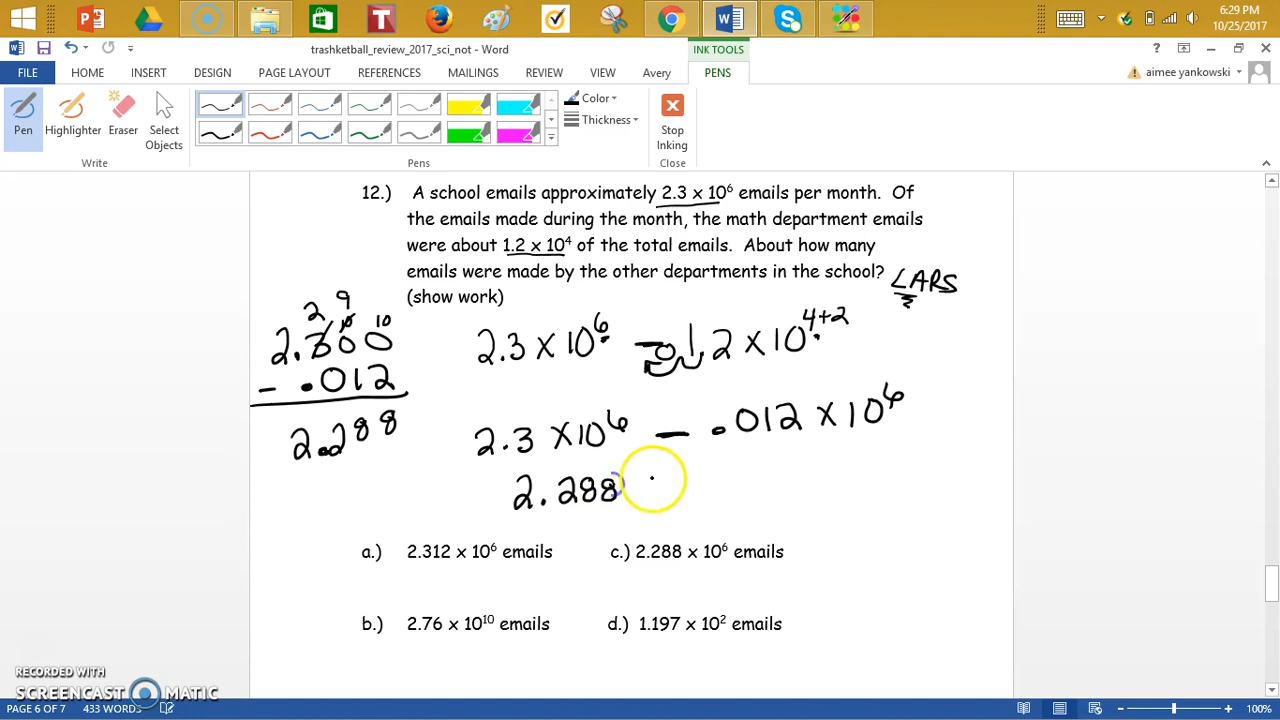 6:29 PM
10/25/2017
trashketball_review_2017_sci_not - Word
INK TOOLS
FILE HOME INSERT DESIGN PAGE LAYOUT REFERENCES MAILINGS REVIEW VIEW Avery PENS
aimee yankowski
Pen Highlighter Eraser Select Objects
Color
Thickness
Stop Inking
Write Pens Close
12.) A school emails approximately 2.3 x 10⁶ emails per month. Of
the emails made during the month, the math department emails
were about 1.2 x 10⁴ of the total emails. About how many
emails were made by the other departments in the school?
LARS
(show work)
2 9
10 10
2.300
- .012
2.288
2.3 x 10⁶ - 01.2 x 10⁴⁺²
2.3 x 10⁶ - .012 x 10⁶
2.288
a.) 2.312 x 10⁶ emails c.) 2.288 x 10⁶ emails
b.) 2.76 x 10¹⁰ emails d.) 1.197 x 10² emails
RECORDED WITH
SCREENCAST MATIC
PAGE 6 OF 7 433 WORDS 100%